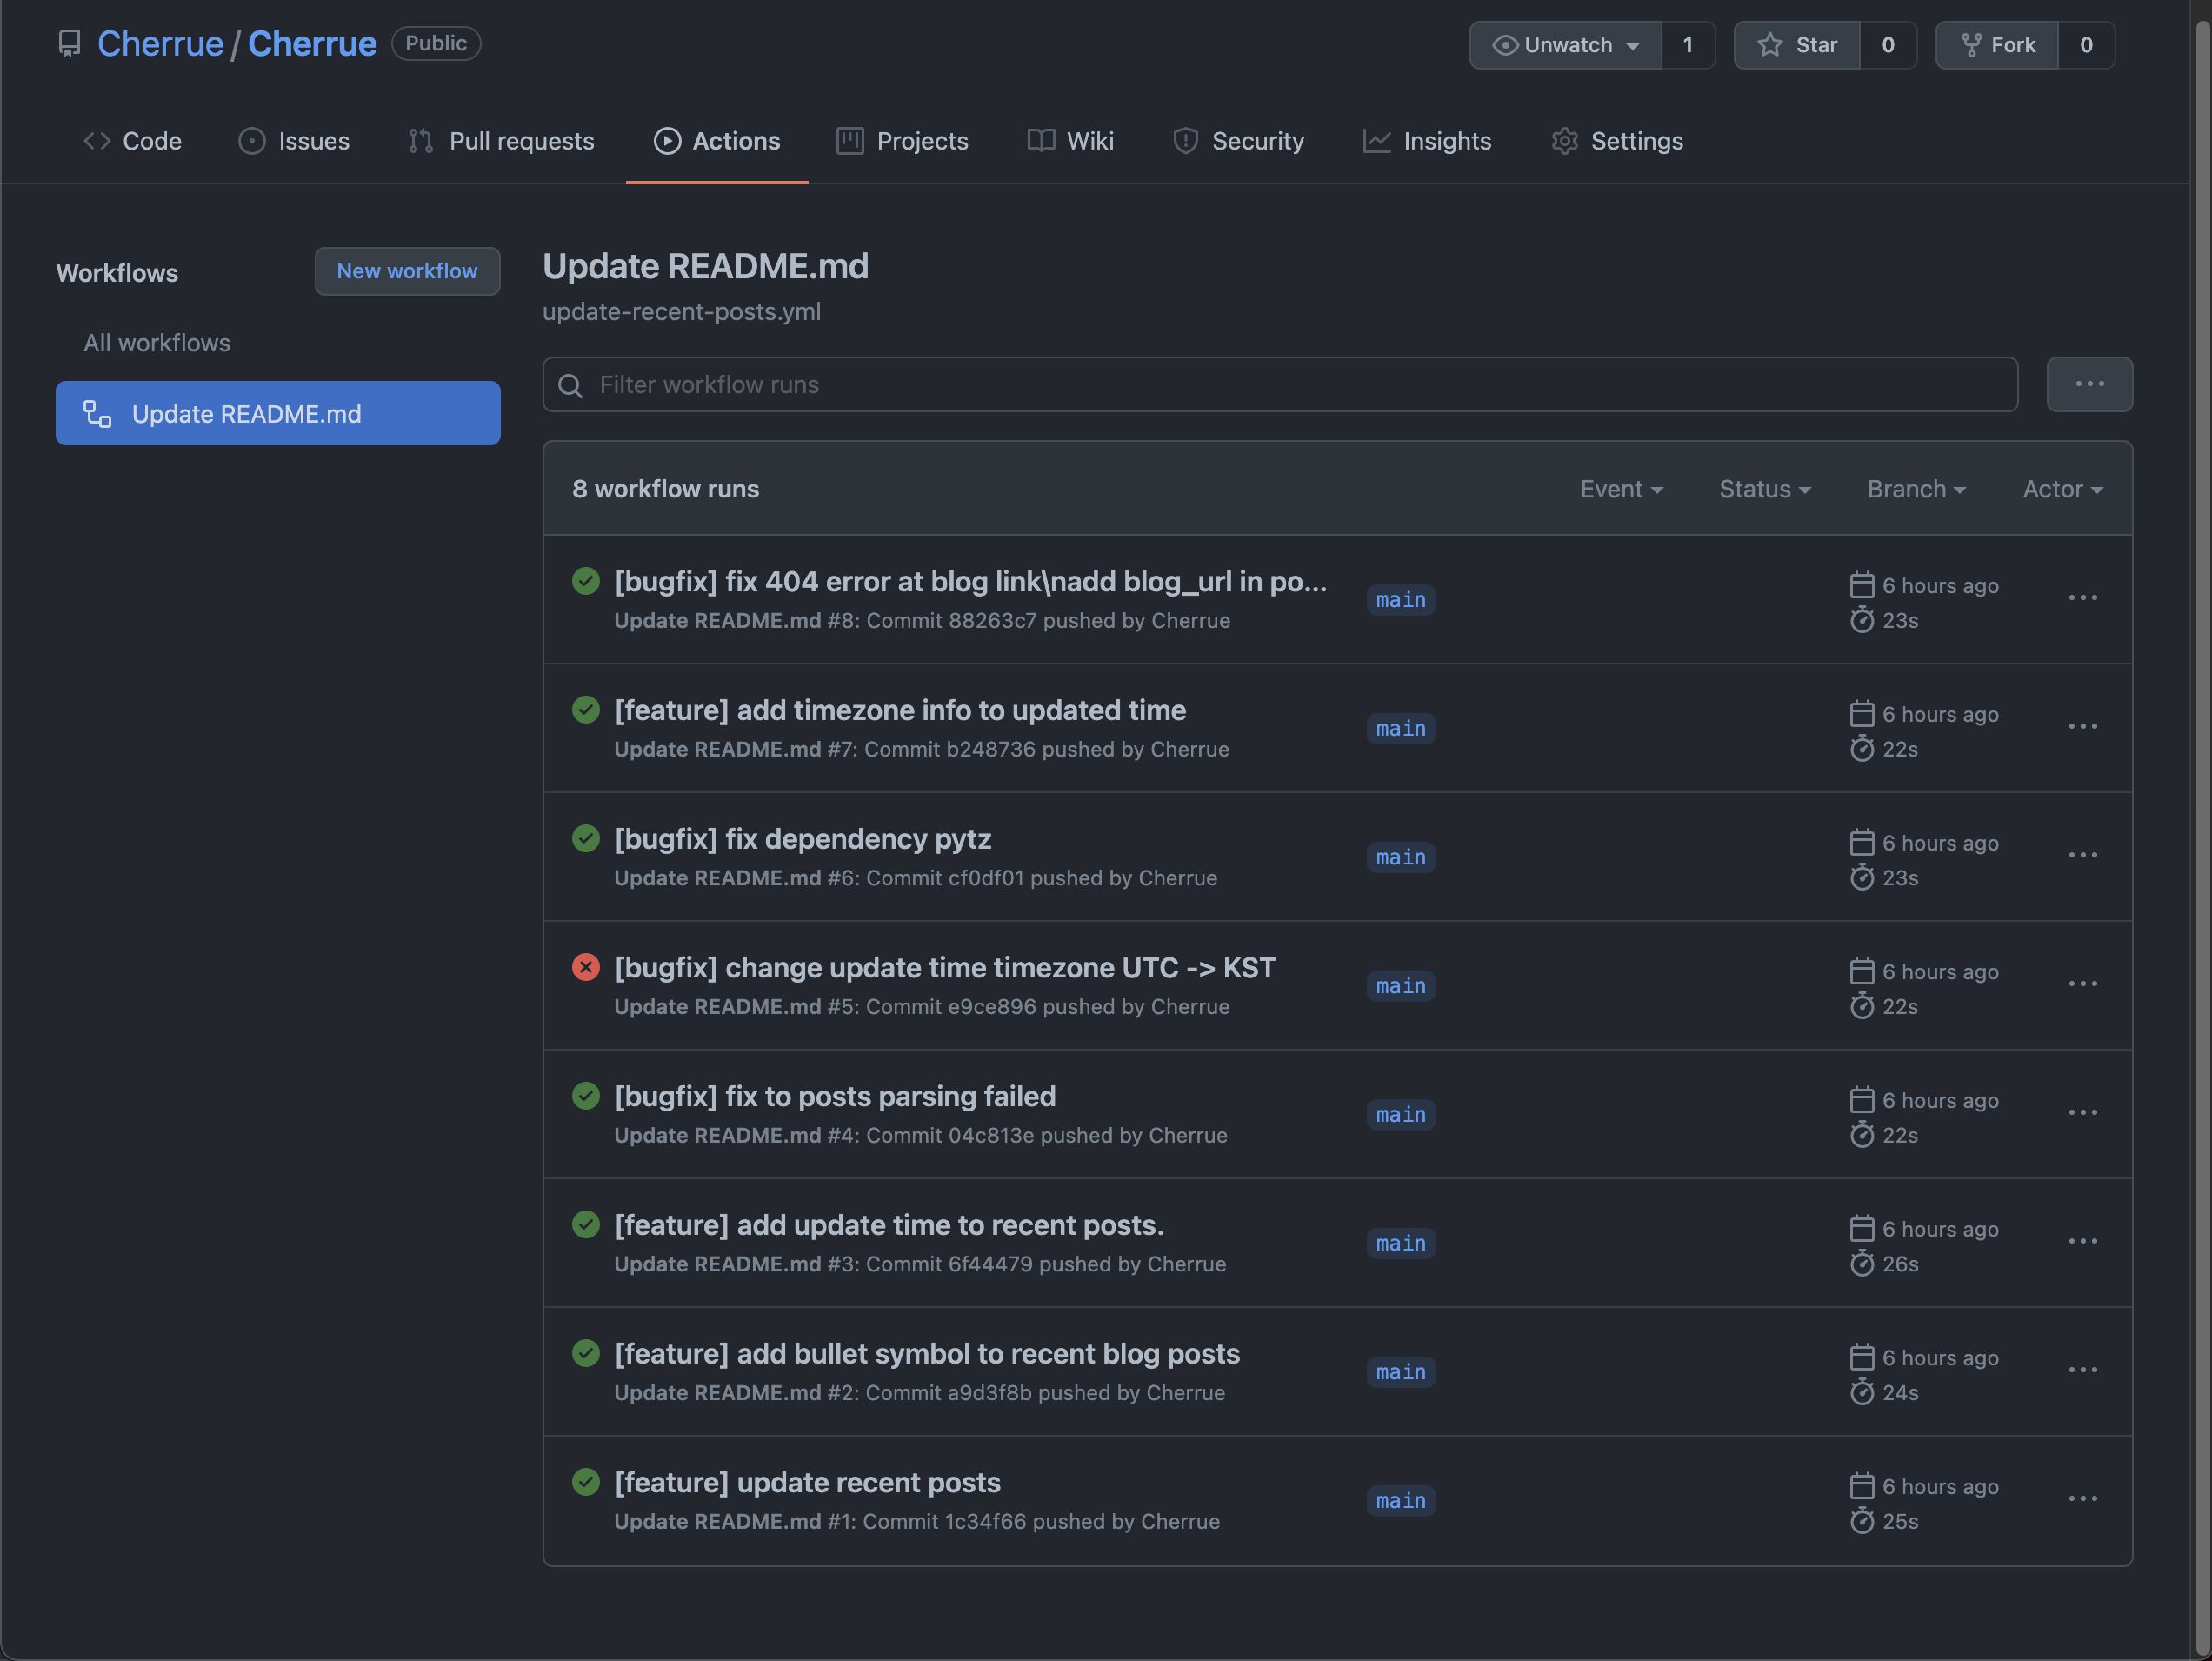 Cherrue / Cherrue Public
Unwatch 1 Star 0 Fork 0
Code Issues Pull requests Actions Projects Wiki Security Insights Settings
Workflows
New workflow
All workflows
Update README.md
Update README.md
update-recent-posts.yml
Filter workflow runs
8 workflow runs
Event Status Branch Actor
[bugfix] fix 404 error at blog link\nadd blog_url in po...
Update README.md #8: Commit 88263c7 pushed by Cherrue
main
6 hours ago
23s
[feature] add timezone info to updated time
Update README.md #7: Commit b248736 pushed by Cherrue
main
6 hours ago
22s
[bugfix] fix dependency pytz
Update README.md #6: Commit cf0df01 pushed by Cherrue
main
6 hours ago
23s
[bugfix] change update time timezone UTC -> KST
Update README.md #5: Commit e9ce896 pushed by Cherrue
main
6 hours ago
22s
[bugfix] fix to posts parsing failed
Update README.md #4: Commit 04c813e pushed by Cherrue
main
6 hours ago
22s
[feature] add update time to recent posts.
Update README.md #3: Commit 6f44479 pushed by Cherrue
main
6 hours ago
26s
[feature] add bullet symbol to recent blog posts
Update README.md #2: Commit a9d3f8b pushed by Cherrue
main
6 hours ago
24s
[feature] update recent posts
Update README.md #1: Commit 1c34f66 pushed by Cherrue
main
6 hours ago
25s